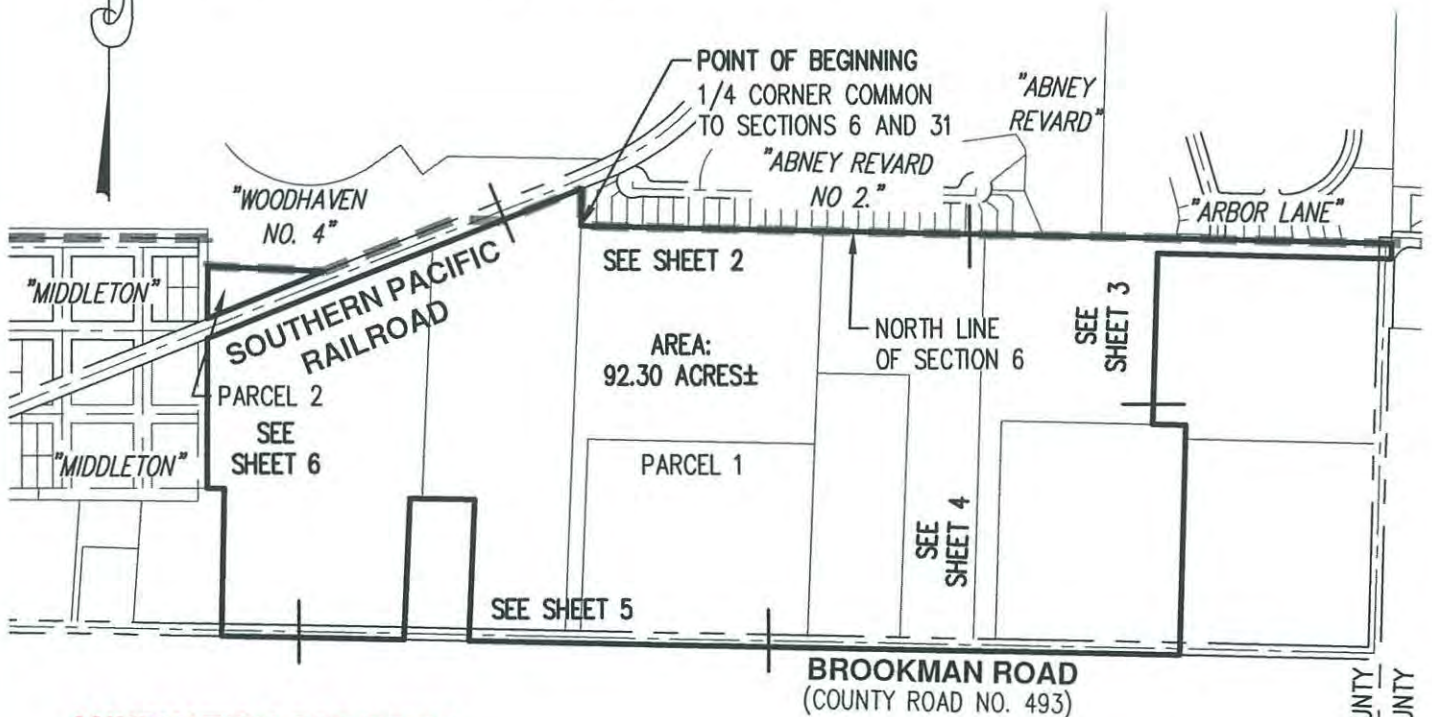 POINT OF BEGINNING
1/4 CORNER COMMON
TO SECTIONS 6 AND 31
"ABNEY
REVARD"
"ABNEY REVARD
NO 2."
"WOODHAVEN
NO. 4"
"ARBOR LANE"
"MIDDLETON"
SOUTHERN PACIFIC
RAILROAD
SEE SHEET 2
AREA:
92.30 ACRES±
NORTH LINE
OF SECTION 6
SEE
SHEET 3
PARCEL 2
SEE
SHEET 6
"MIDDLETON"
PARCEL 1
SEE
SHEET 4
SEE SHEET 5
BROOKMAN ROAD
(COUNTY ROAD NO. 493)
UNTY
UNTY